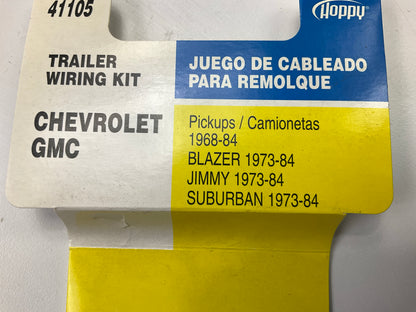 41105
Hoppy
TRAILER
WIRING KIT
JUEGO DE CABLEADO
PARA REMOLQUE
CHEVROLET
GMC
Pickups / Camionetas
1968-84
BLAZER 1973-84
JIMMY 1973-84
SUBURBAN 1973-84